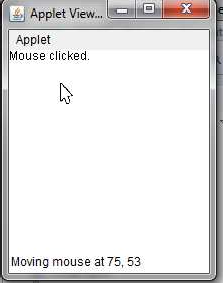 Applet View...
Applet
Mouse clicked.
Moving mouse at 75, 53